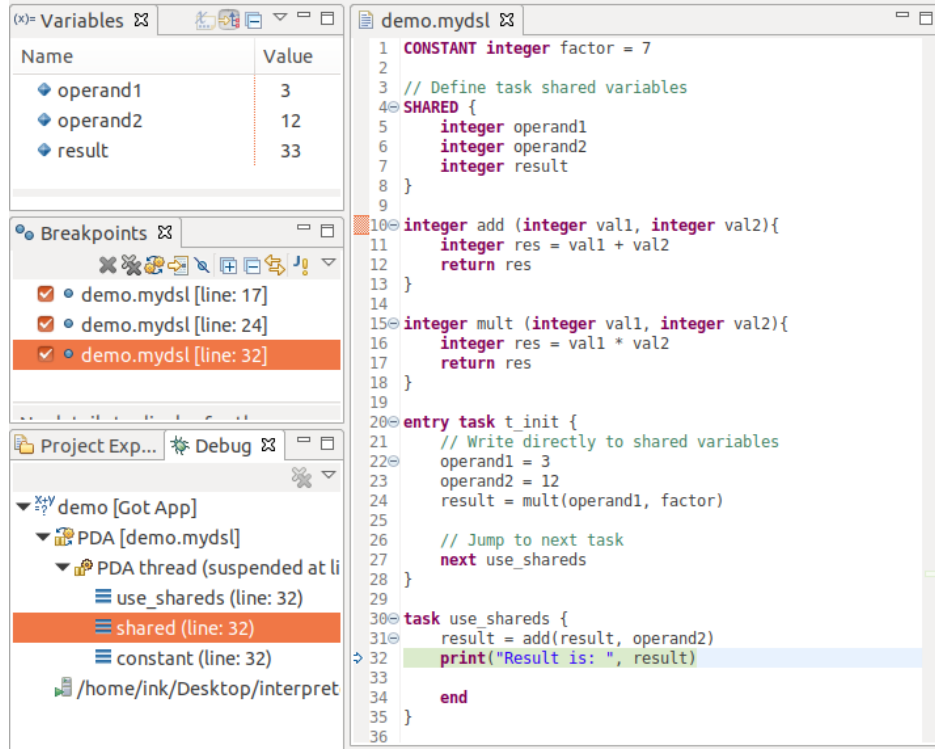 (x)= Variables
Name Value
operand1 3
operand2 12
result 33
Breakpoints
demo.mydsl [line: 17]
demo.mydsl [line: 24]
demo.mydsl [line: 32]
Project Exp... Debug
demo [Got App]
PDA [demo.mydsl]
PDA thread (suspended at li
use_shareds (line: 32)
shared (line: 32)
constant (line: 32)
/home/ink/Desktop/interpret
demo.mydsl
1 CONSTANT integer factor = 7
2
3 // Define task shared variables
4 SHARED {
5 integer operand1
6 integer operand2
7 integer result
8 }
9
10 integer add (integer val1, integer val2){
11 integer res = val1 + val2
12 return res
13 }
14
15 integer mult (integer val1, integer val2){
16 integer res = val1 * val2
17 return res
18 }
19
20 entry task t_init {
21 // Write directly to shared variables
22 operand1 = 3
23 operand2 = 12
24 result = mult(operand1, factor)
25
26 // Jump to next task
27 next use_shareds
28 }
29
30 task use_shareds {
31 result = add(result, operand2)
32 print("Result is: ", result)
33
34 end
35 }
36